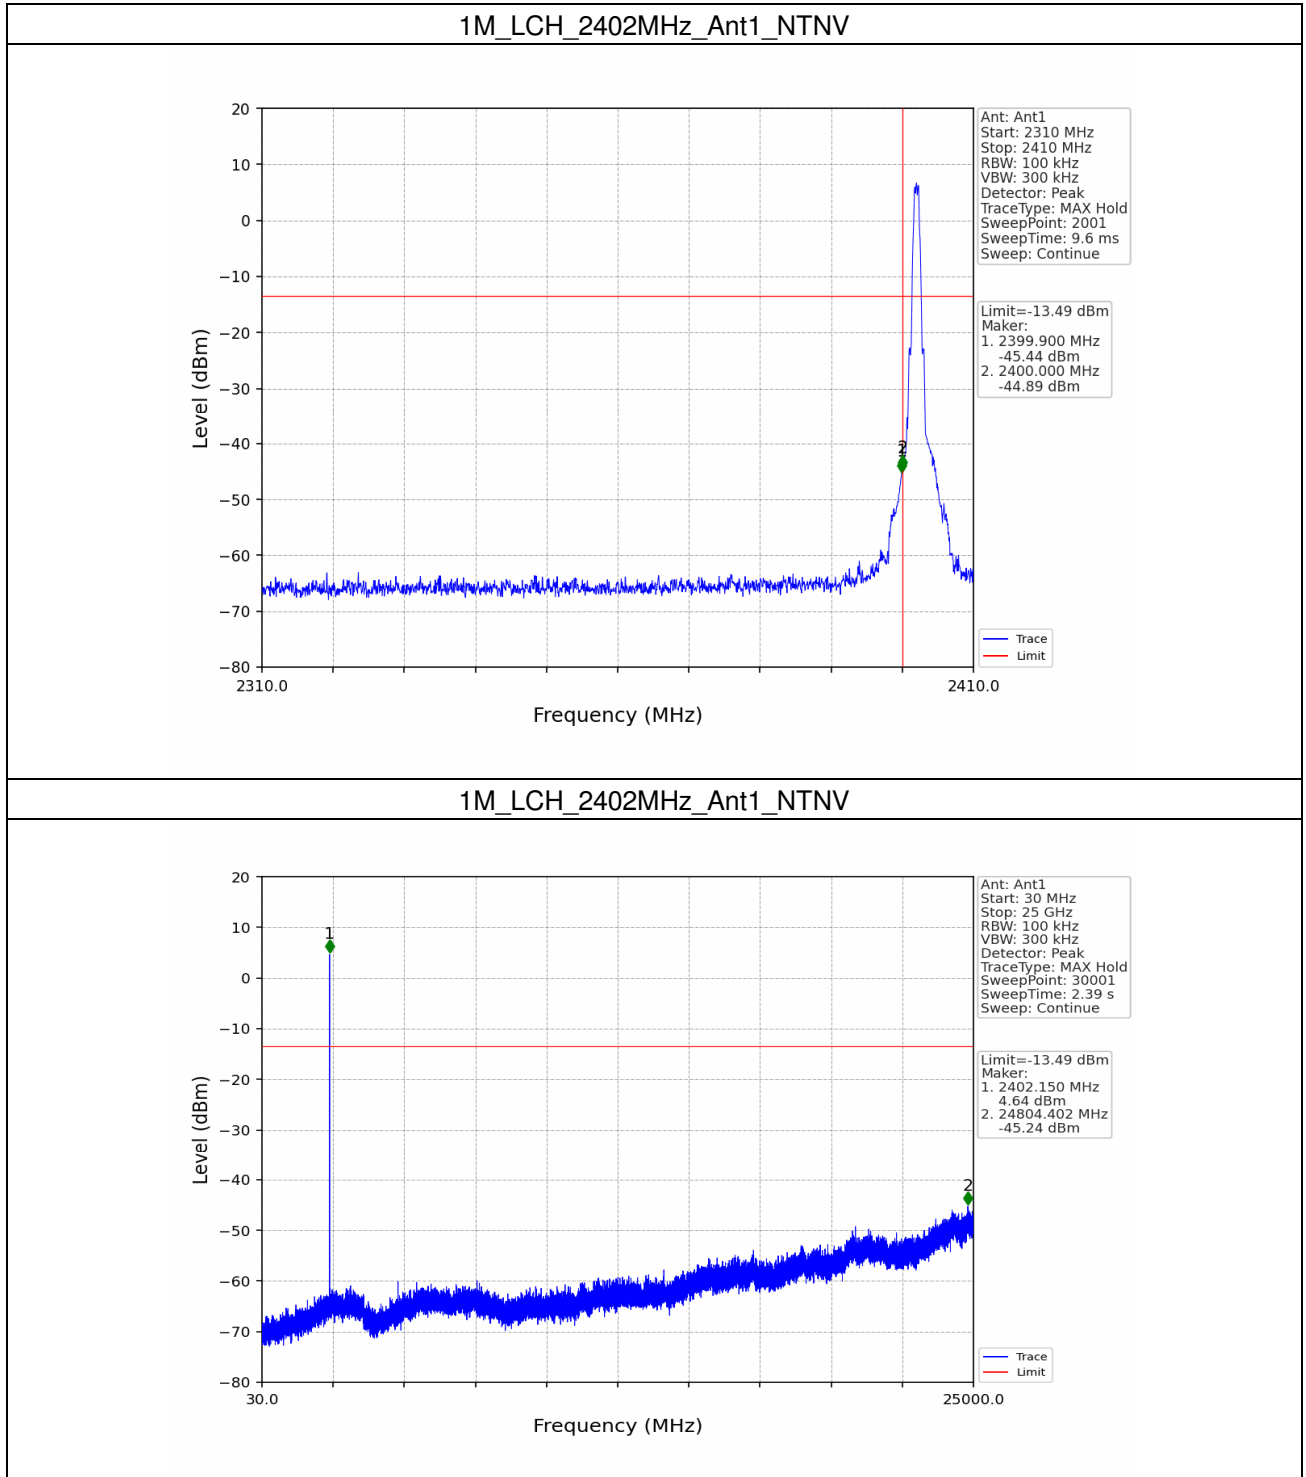 1M_LCH_2402MHz_Ant1_NTNV
20
10
0
−10
−20
−30
−40
−50
−60
−70
−80
Level (dBm)
2310.0
2410.0
Frequency (MHz)
2
Ant: Ant1
Start: 2310 MHz
Stop: 2410 MHz
RBW: 100 kHz
VBW: 300 kHz
Detector: Peak
TraceType: MAX Hold
SweepPoint: 2001
SweepTime: 9.6 ms
Sweep: Continue
Limit=-13.49 dBm
Maker:
1. 2399.900 MHz
-45.44 dBm
2. 2400.000 MHz
-44.89 dBm
Trace
Limit
1M_LCH_2402MHz_Ant1_NTNV
20
10
0
−10
−20
−30
−40
−50
−60
−70
−80
Level (dBm)
30.0
25000.0
Frequency (MHz)
1
2
Ant: Ant1
Start: 30 MHz
Stop: 25 GHz
RBW: 100 kHz
VBW: 300 kHz
Detector: Peak
TraceType: MAX Hold
SweepPoint: 30001
SweepTime: 2.39 s
Sweep: Continue
Limit=-13.49 dBm
Maker:
1. 2402.150 MHz
4.64 dBm
2. 24804.402 MHz
-45.24 dBm
Trace
Limit